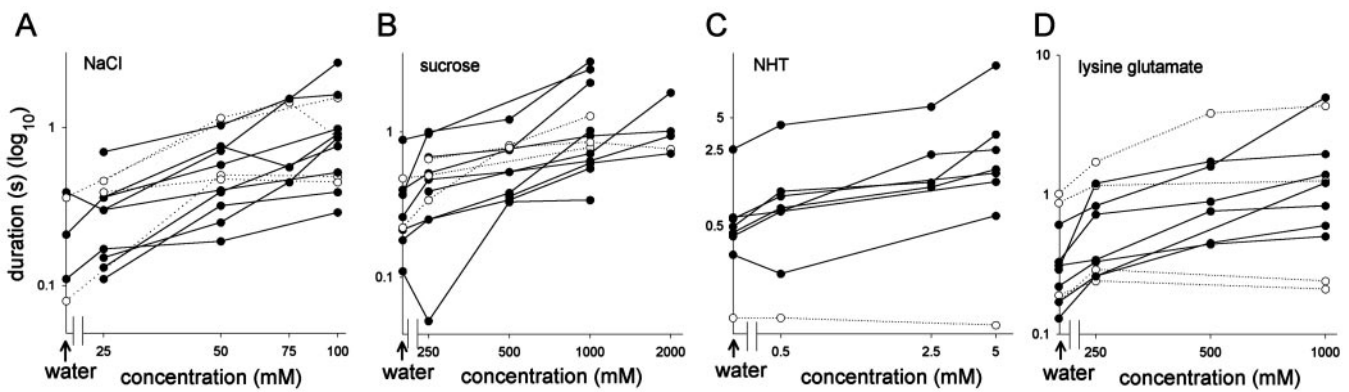 A
B
C
D
NaCl
sucrose
NHT
lysine glutamate
duration (s) (log10)
1
0.1
1
0.1
5
2.5
0.5
10
1
0.1
25 50 75 100
250 500 1000 2000
0.5 2.5 5
250 500 1000
water concentration (mM)
water concentration (mM)
water concentration (mM)
water concentration (mM)